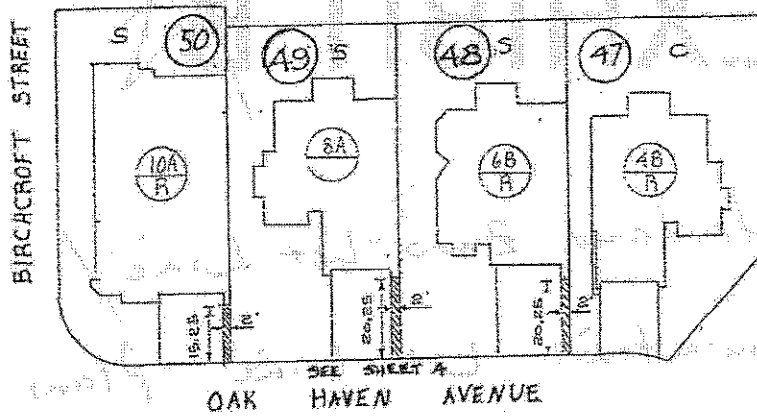 BIRCHCROFT STREET
S 50
49 S
48 S
47 C
10A
R
8A
6B
R
4B
R
15.25
2'
20.25
2'
20.25
2'
SEE SHEET A
OAK HAVEN AVENUE